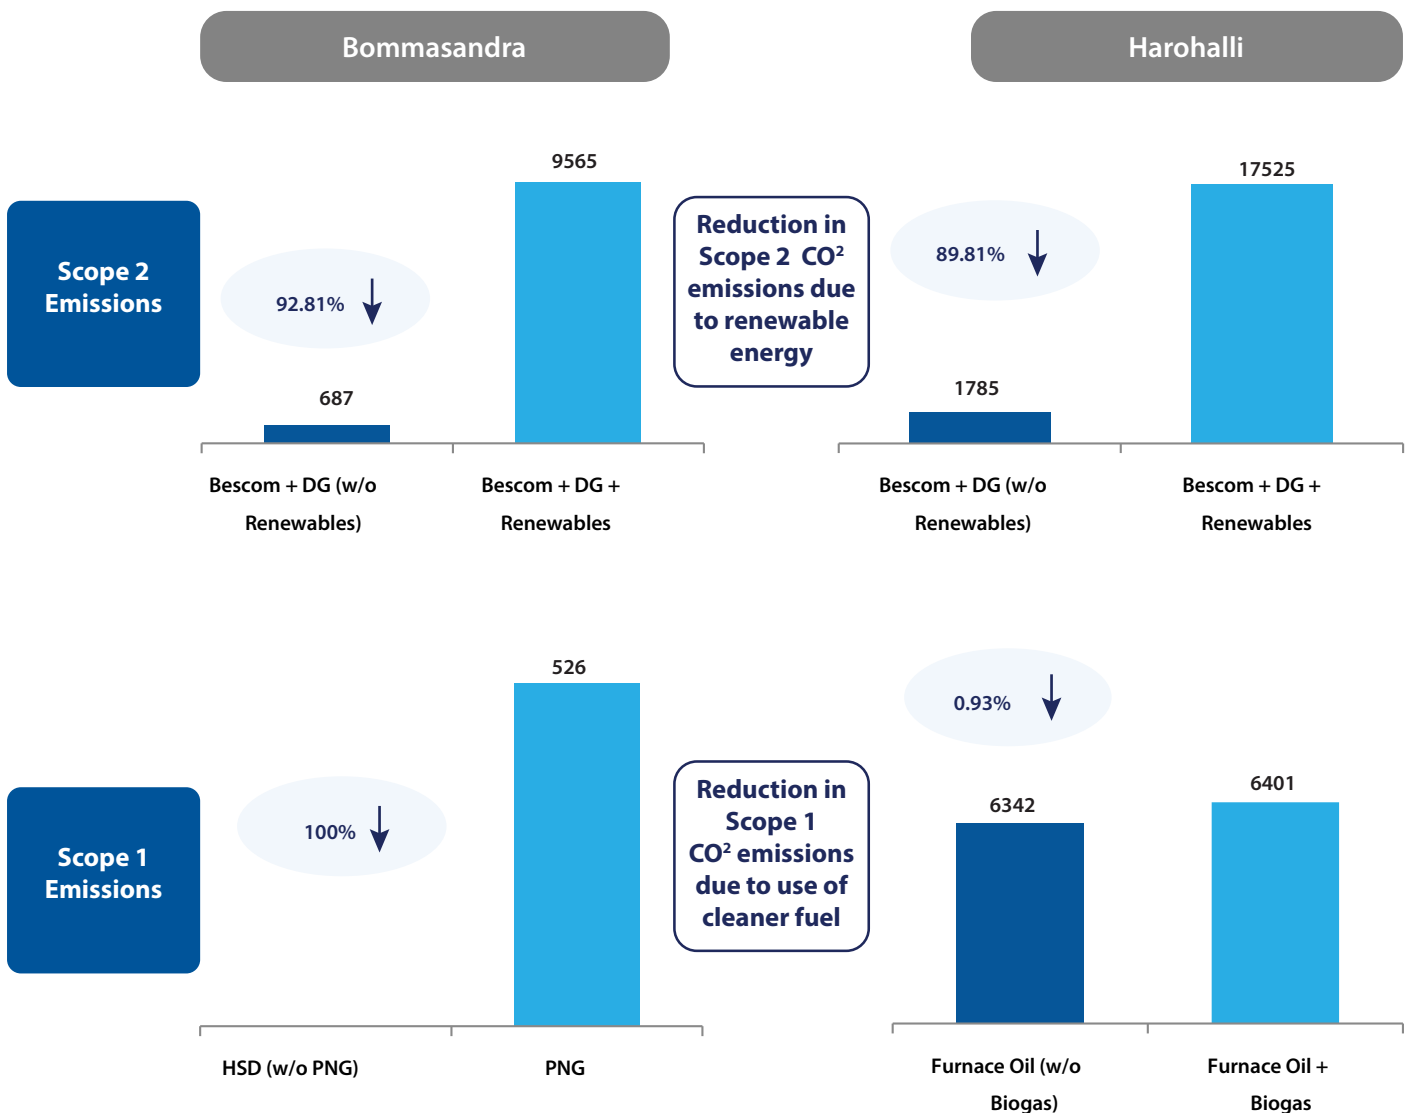 Bommasandra
Harohalli
Scope 2
Emissions
92.81%
687
9565
Bescom + DG (w/o
Renewables)
Bescom + DG +
Renewables
Reduction in
Scope 2 CO²
emissions due
to renewable
energy
89.81%
1785
17525
Bescom + DG (w/o
Renewables)
Bescom + DG +
Renewables
Scope 1
Emissions
100%
526
HSD (w/o PNG)
PNG
Reduction in
Scope 1
CO² emissions
due to use of
cleaner fuel
0.93%
6342
6401
Furnace Oil (w/o
Biogas)
Furnace Oil +
Biogas